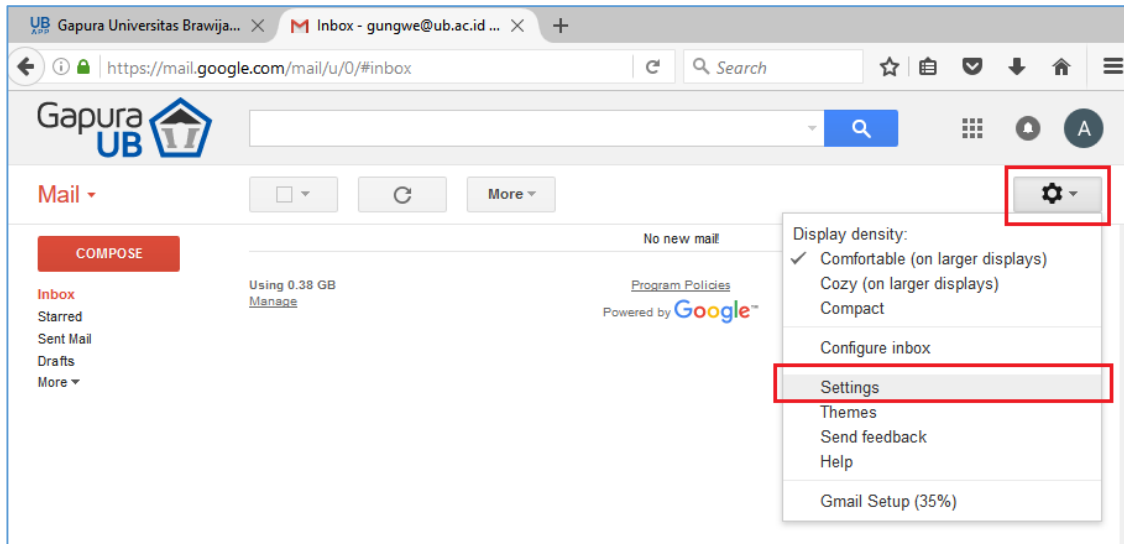 UB APP Gapura Universitas Brawija... Inbox - gungwe@ub.ac.id ...
https://mail.google.com/mail/u/0/#inbox Search
Gapura UB A
Mail More
COMPOSE
Inbox
Starred
Sent Mail
Drafts
More
No new mail!
Using 0.38 GB
Manage
Program Policies
Powered by Google™
Display density:
Comfortable (on larger displays)
Cozy (on larger displays)
Compact
Configure inbox
Settings
Themes
Send feedback
Help
Gmail Setup (35%)